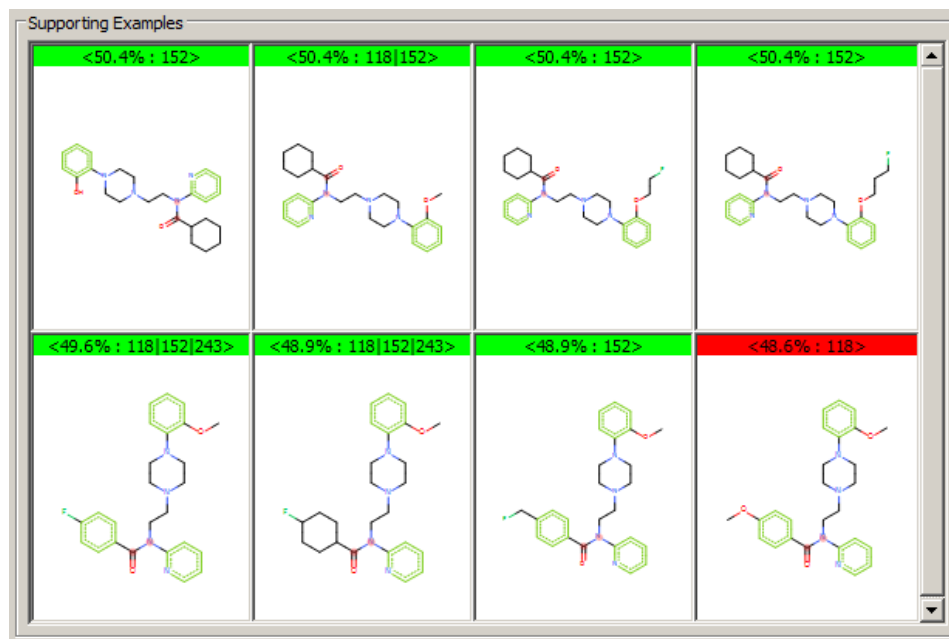 Supporting Examples
<50.4% : 152>
<50.4% : 118|152>
<50.4% : 152>
<50.4% : 152>
<49.6% : 118|152|243>
<48.9% : 118|152|243>
<48.9% : 152>
<48.6% : 118>